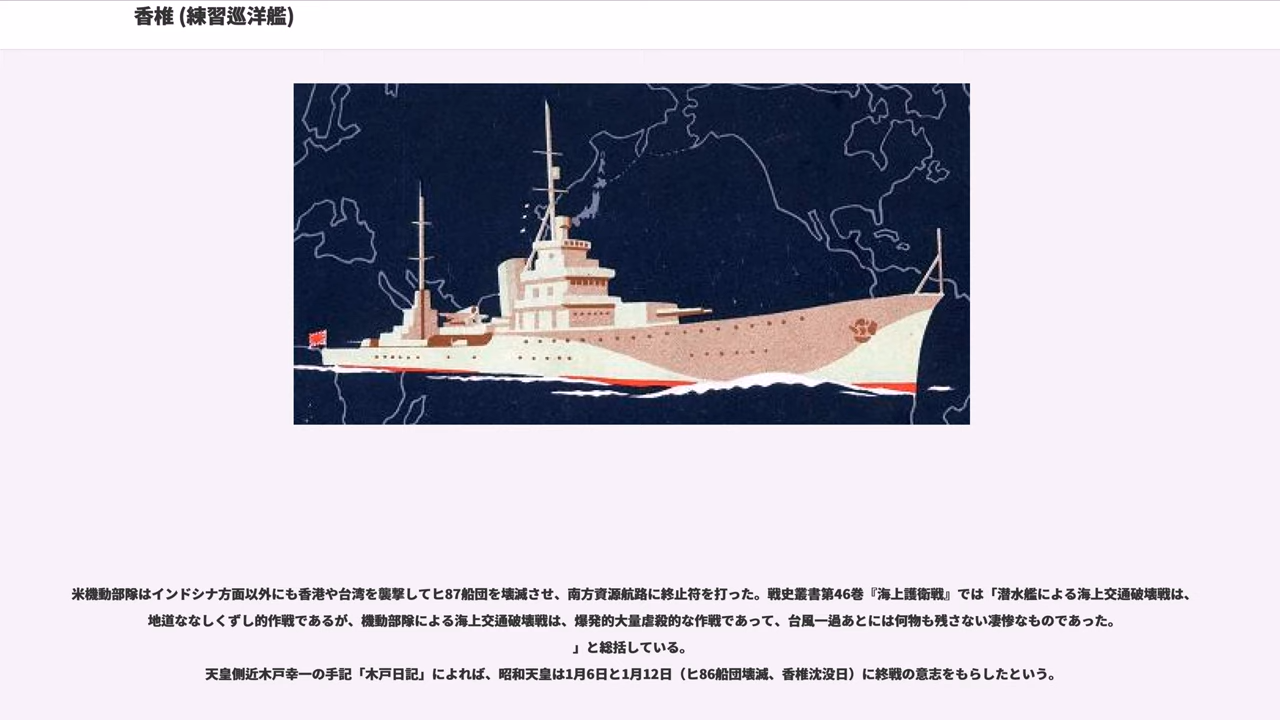 香椎 (練習巡洋艦)
米機動部隊はインドシナ方面以外にも香港や台湾を襲撃してヒ87船団を壊滅させ、南方資源航路に終止符を打った。戦史叢書第46巻『海上護衛戦』では「潜水艦による海上交通破壊戦は、
地道ななしくずし的作戦であるが、機動部隊による海上交通破壊戦は、爆発的大量虐殺的な作戦であって、台風一過あとには何物も残さない凄惨なものであった。
」と総括している。
天皇側近木戸幸一の手記「木戸日記」によれば、昭和天皇は1月6日と1月12日（ヒ86船団壊滅、香椎沈没日）に終戦の意志をもらしたという。